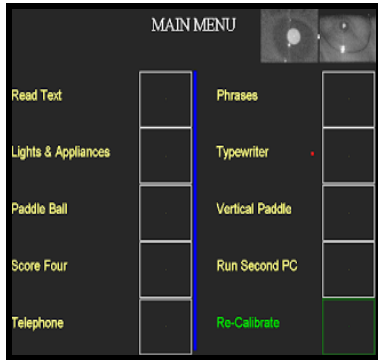 MAIN MENU
Read Text
Phrases
Lights & Appliances
Typewriter
Paddle Ball
Vertical Paddle
Score Four
Run Second PC
Telephone
Re-Calibrate